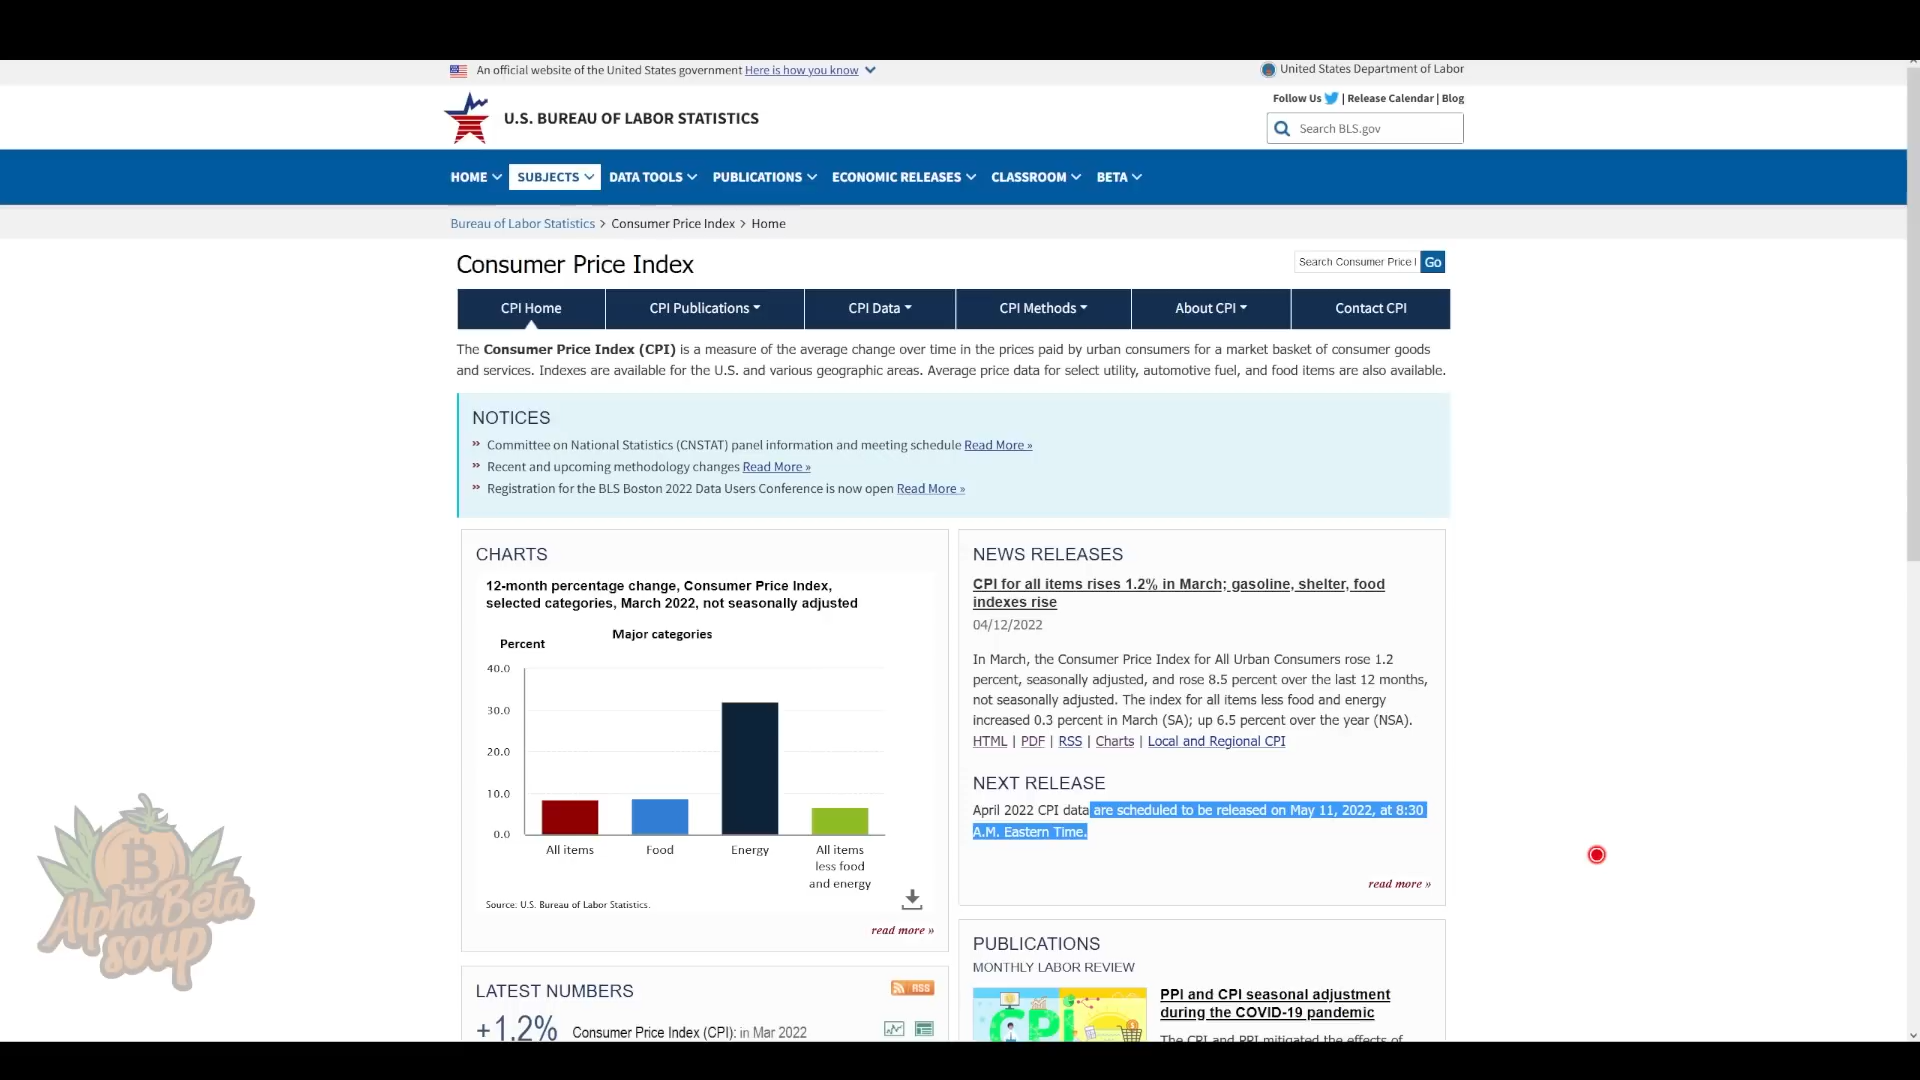 An official website of the United States government Here is how you know
United States Department of Labor
Follow Us | Release Calendar | Blog
U.S. BUREAU OF LABOR STATISTICS
Search BLS.gov
HOME SUBJECTS DATA TOOLS PUBLICATIONS ECONOMIC RELEASES CLASSROOM BETA
Bureau of Labor Statistics > Consumer Price Index > Home
Consumer Price Index
Search Consumer Price I Go
CPI Home CPI Publications CPI Data CPI Methods About CPI Contact CPI
The Consumer Price Index (CPI) is a measure of the average change over time in the prices paid by urban consumers for a market basket of consumer goods
and services. Indexes are available for the U.S. and various geographic areas. Average price data for select utility, automotive fuel, and food items are also available.
NOTICES
» Committee on National Statistics (CNSTAT) panel information and meeting schedule Read More »
» Recent and upcoming methodology changes Read More »
» Registration for the BLS Boston 2022 Data Users Conference is now open Read More »
CHARTS
12-month percentage change, Consumer Price Index,
selected categories, March 2022, not seasonally adjusted
Major categories
Percent
40.0
30.0
20.0
10.0
0.0
All items Food Energy All items
less food
and energy
Source: U.S. Bureau of Labor Statistics.
read more »
NEWS RELEASES
CPI for all items rises 1.2% in March; gasoline, shelter, food
indexes rise
04/12/2022
In March, the Consumer Price Index for All Urban Consumers rose 1.2
percent, seasonally adjusted, and rose 8.5 percent over the last 12 months,
not seasonally adjusted. The index for all items less food and energy
increased 0.3 percent in March (SA); up 6.5 percent over the year (NSA).
HTML | PDF | RSS | Charts | Local and Regional CPI
NEXT RELEASE
April 2022 CPI data are scheduled to be released on May 11, 2022, at 8:30
A.M. Eastern Time.
read more »
LATEST NUMBERS
RSS
+1.2% Consumer Price Index (CPI): in Mar 2022
PUBLICATIONS
MONTHLY LABOR REVIEW
CPI
PPI and CPI seasonal adjustment
during the COVID-19 pandemic
The CPI and PPI mitigated the effects of
B
AlphaBeta
soup